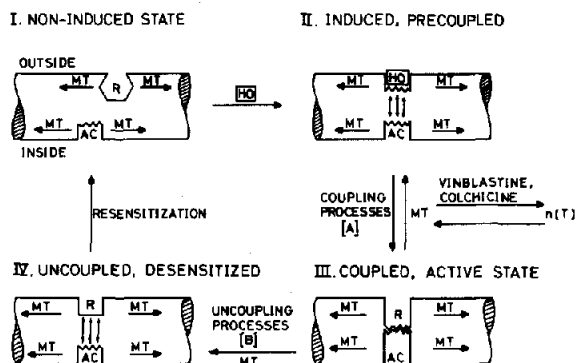 I. NON-INDUCED STATE
II. INDUCED, PRECOUPLED
OUTSIDE
MT R MT
MT AC MT
INSIDE
HO
MT HO MT
MT AC MT
RESENSITIZATION
COUPLING
PROCESSES
[A]
MT
VINBLASTINE,
COLCHICINE
n(T)
IV. UNCOUPLED, DESENSITIZED
III. COUPLED, ACTIVE STATE
MT R MT
MT AC MT
UNCOUPLING
PROCESSES
[B]
MT
MT R MT
MT AC MT